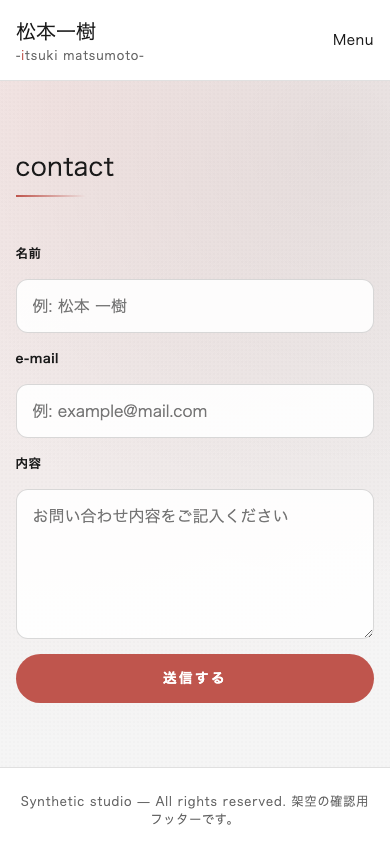 松本一樹
-itsuki matsumoto-
Menu
contact
名前
例: 松本 一樹
e-mail
例: example@mail.com
内容
お問い合わせ内容をご記入ください
送信する
Synthetic studio — All rights reserved. 架空の確認用
フッターです。